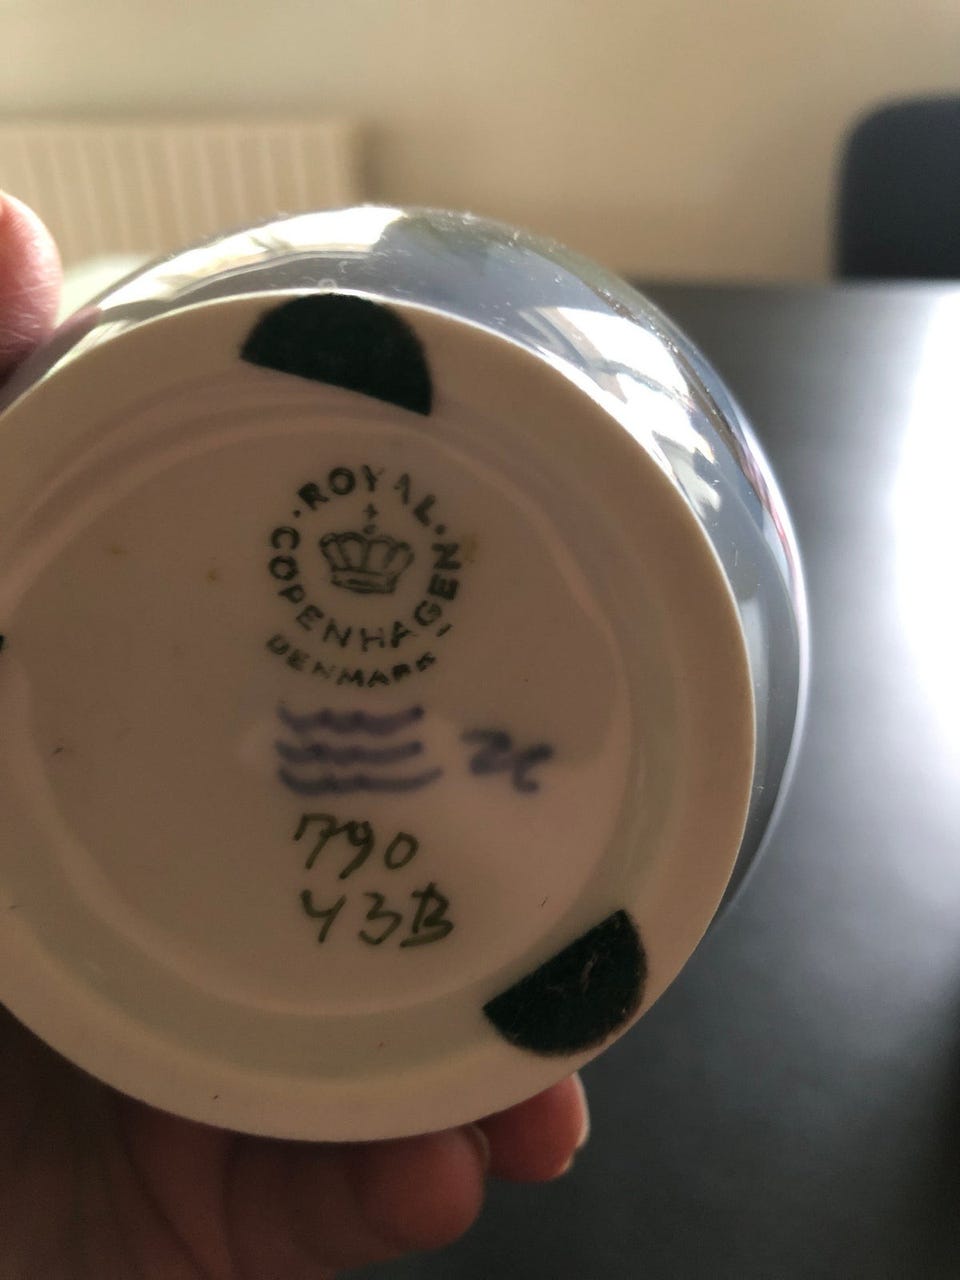 ROYAL
COPENHAGEN
DENMARK
790
43B